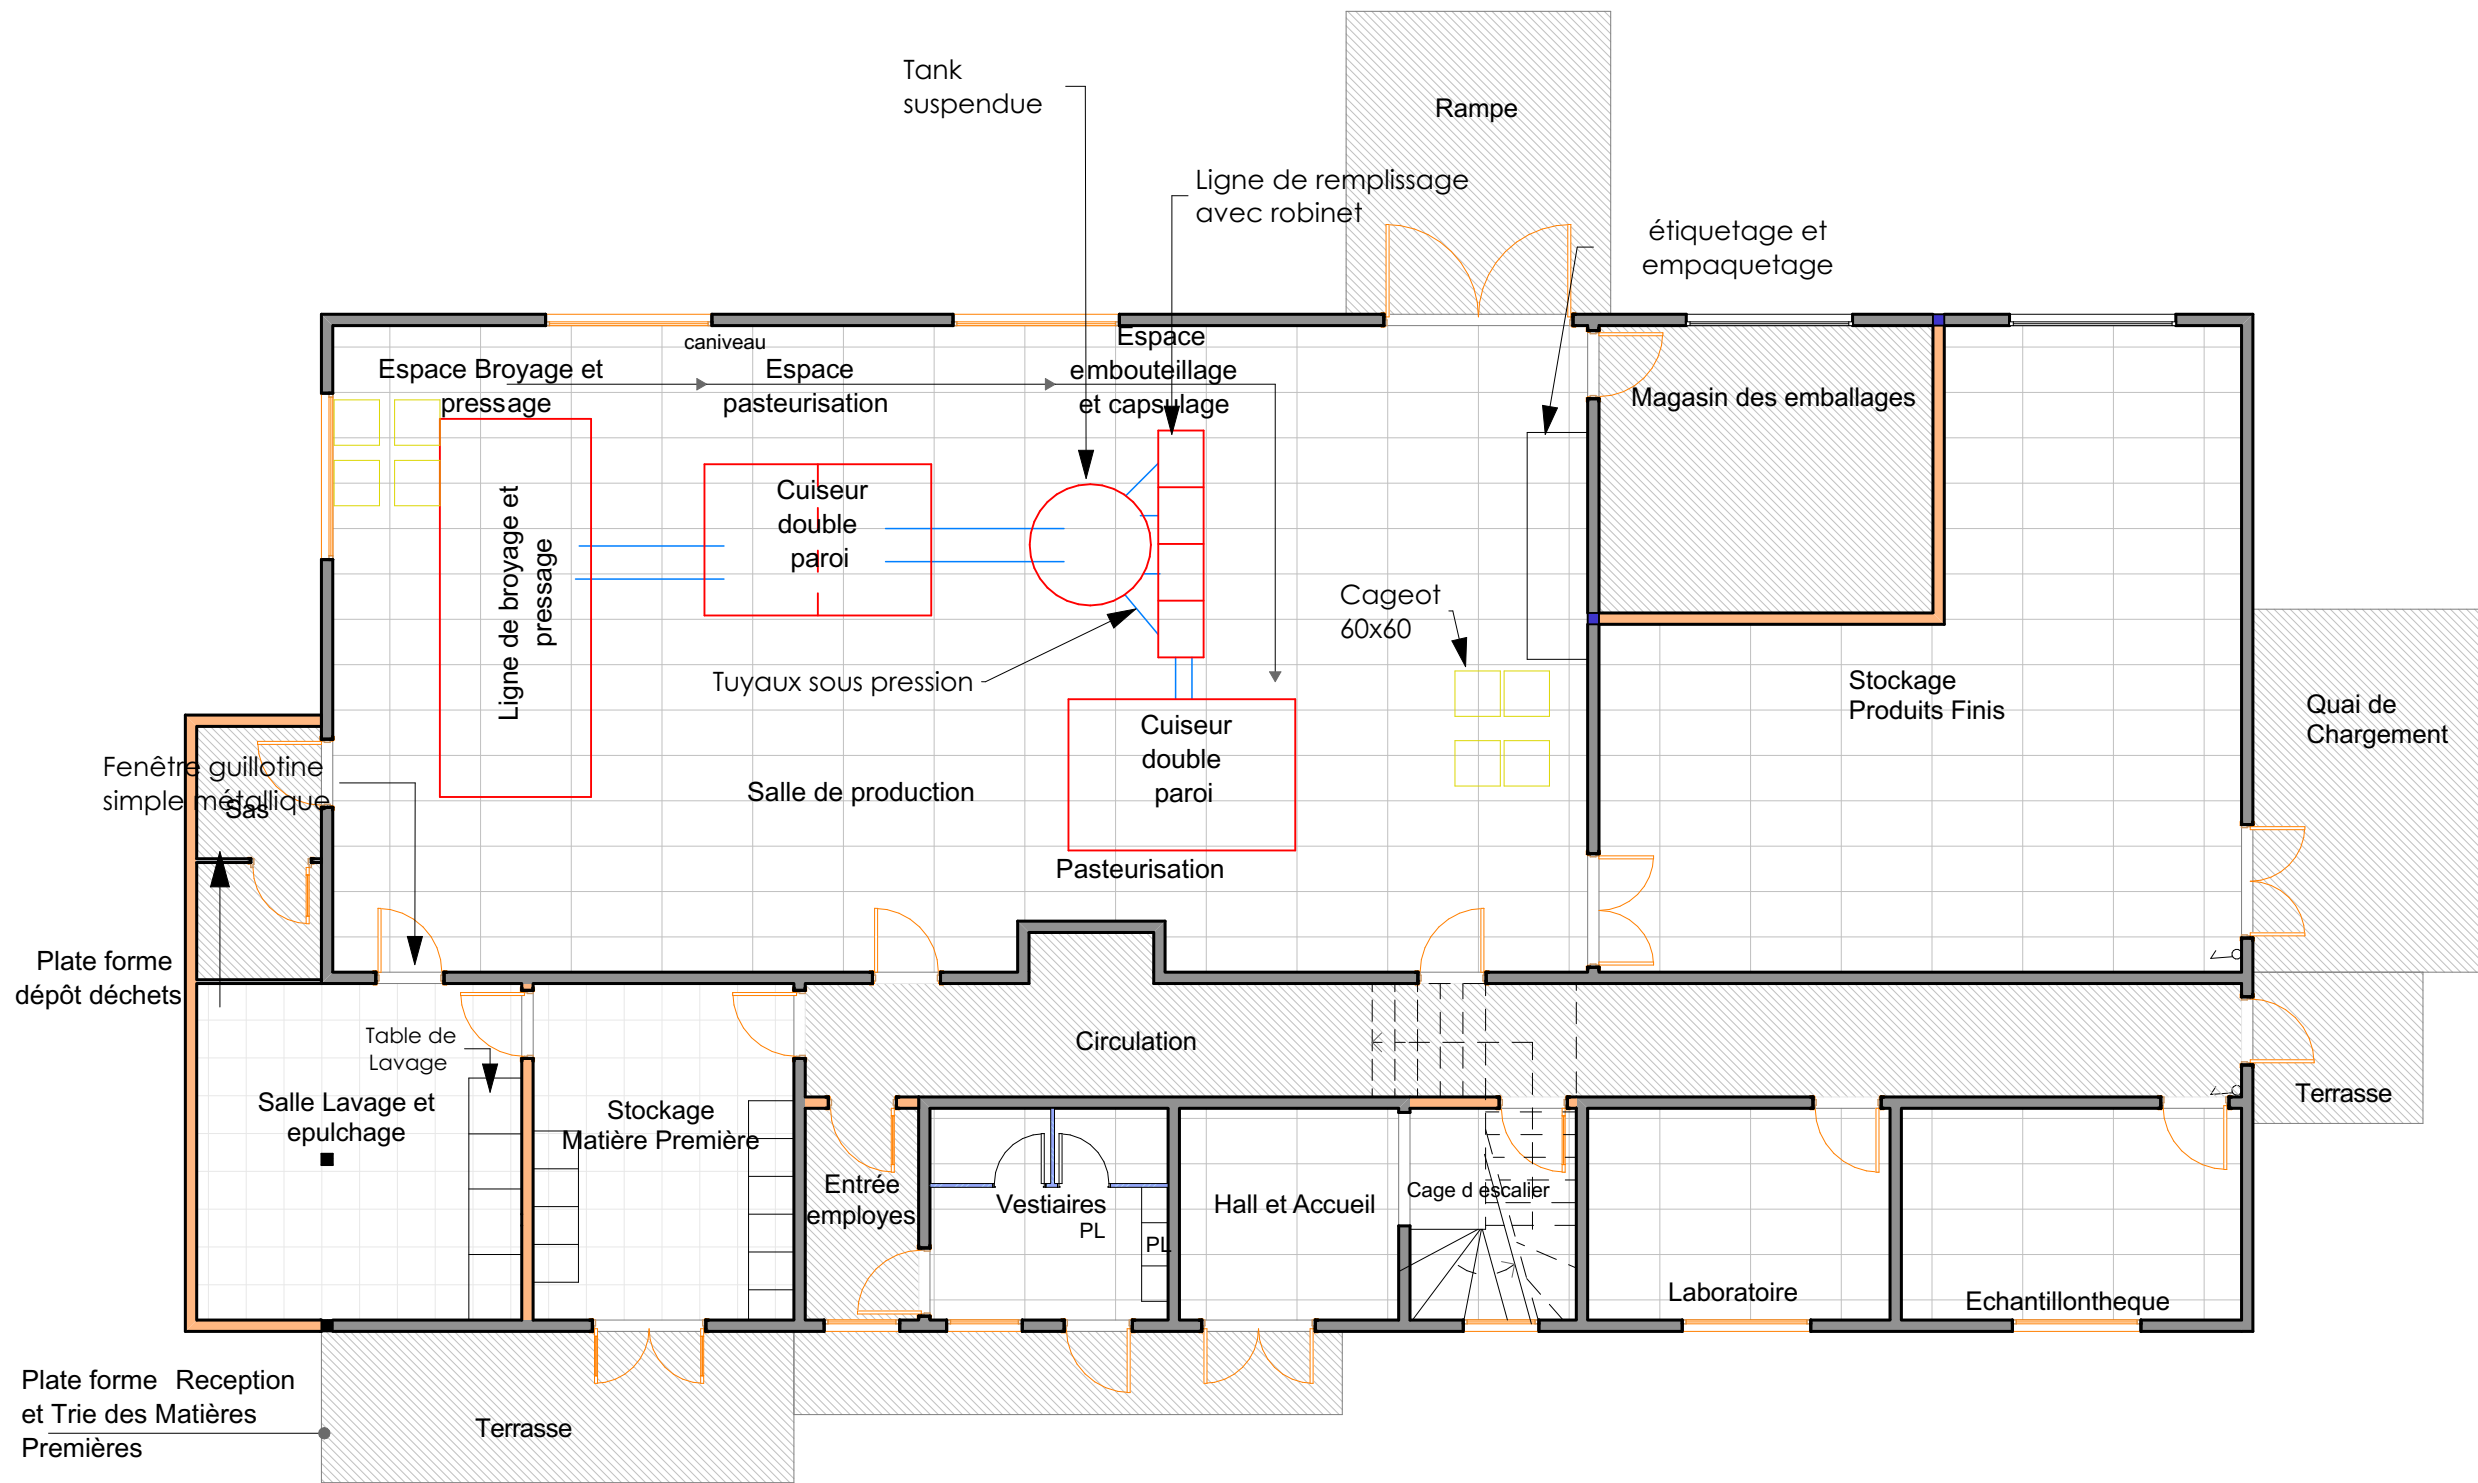 Tank
suspendue
Rampe
Ligne de remplissage
avec robinet
étiquetage et
empaquetage
caniveau
Espace Broyage et
pressage
Espace
pasteurisation
Espace
embouteillage
et capsulage
Magasin des emballages
Ligne de broyage et
pressage
Cuiseur
double
paroi
Cageot
60x60
Tuyaux sous pression
Stockage
Produits Finis
Quai de
Chargement
Cuiseur
double
paroi
Fenêtre guillotine
simple métallique
Sas
Salle de production
Pasteurisation
Plate forme
dépôt déchets
Table de
Lavage
Circulation
Salle Lavage et
epulchage
Stockage
Matière Première
Terrasse
Entrée
employes
Vestiaires
PL
PL
Hall et Accueil
Cage d escalier
Laboratoire
Echantillontheque
Plate forme Reception
et Trie des Matières
Premières
Terrasse